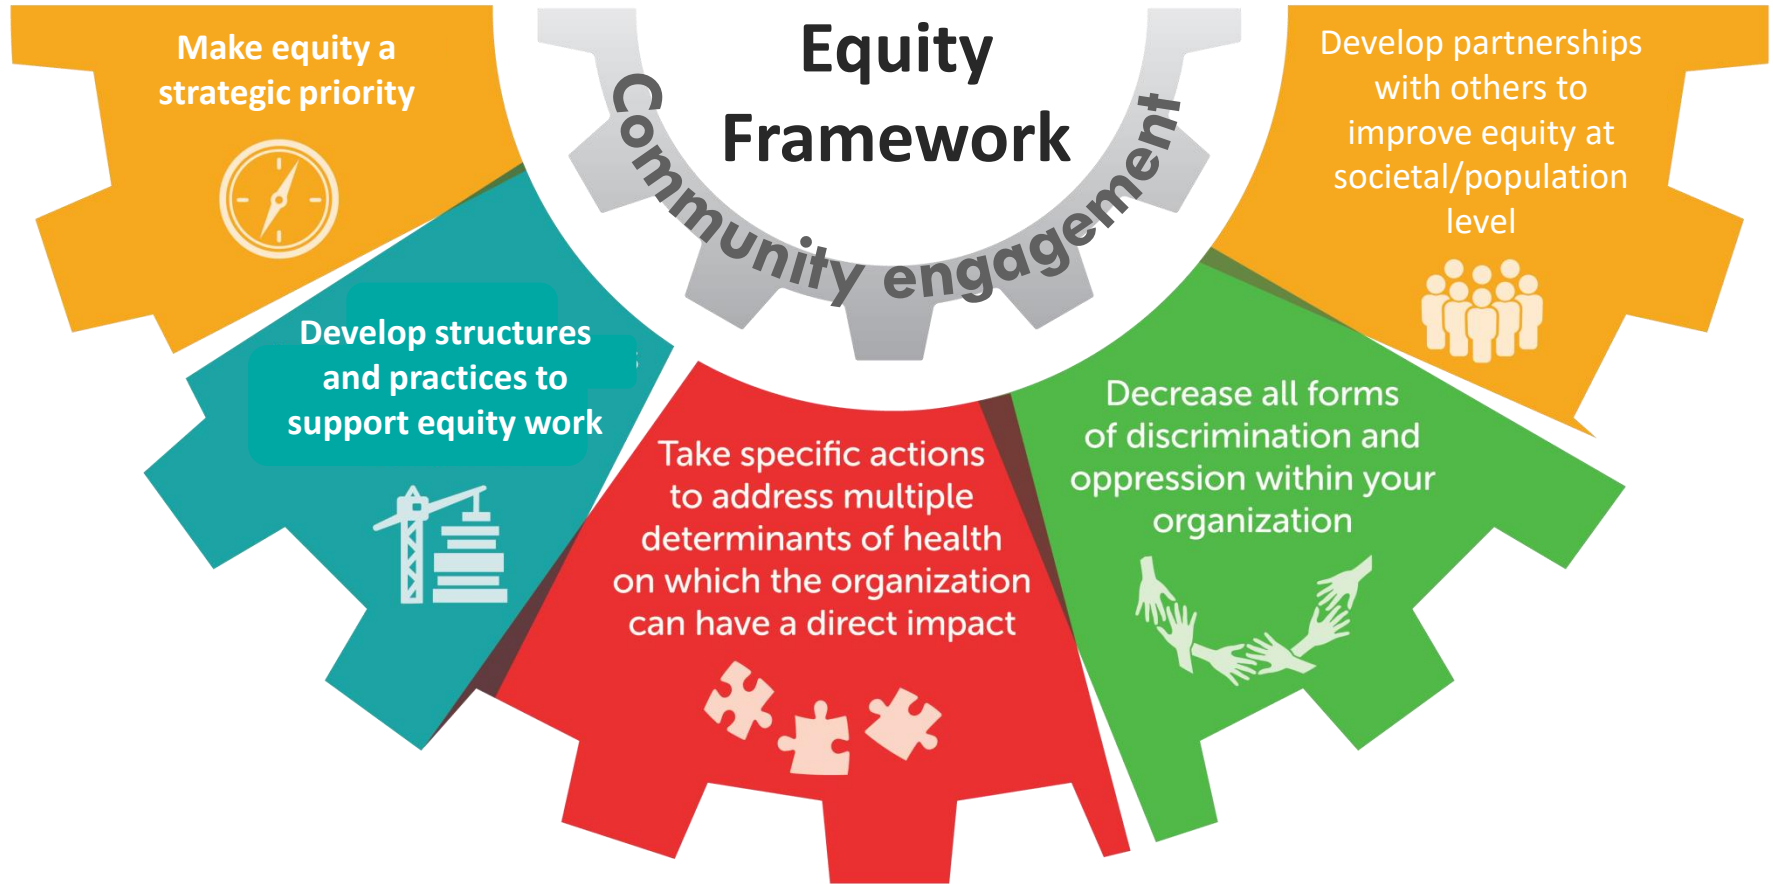 Equity
Framework
Community engagement
Make equity a
strategic priority
Develop structures
and practices to
support equity work
Take specific actions
to address multiple
determinants of health
on which the organization
can have a direct impact
Decrease all forms
of discrimination and
oppression within your
organization
Develop partnerships
with others to
improve equity at
societal/population
level